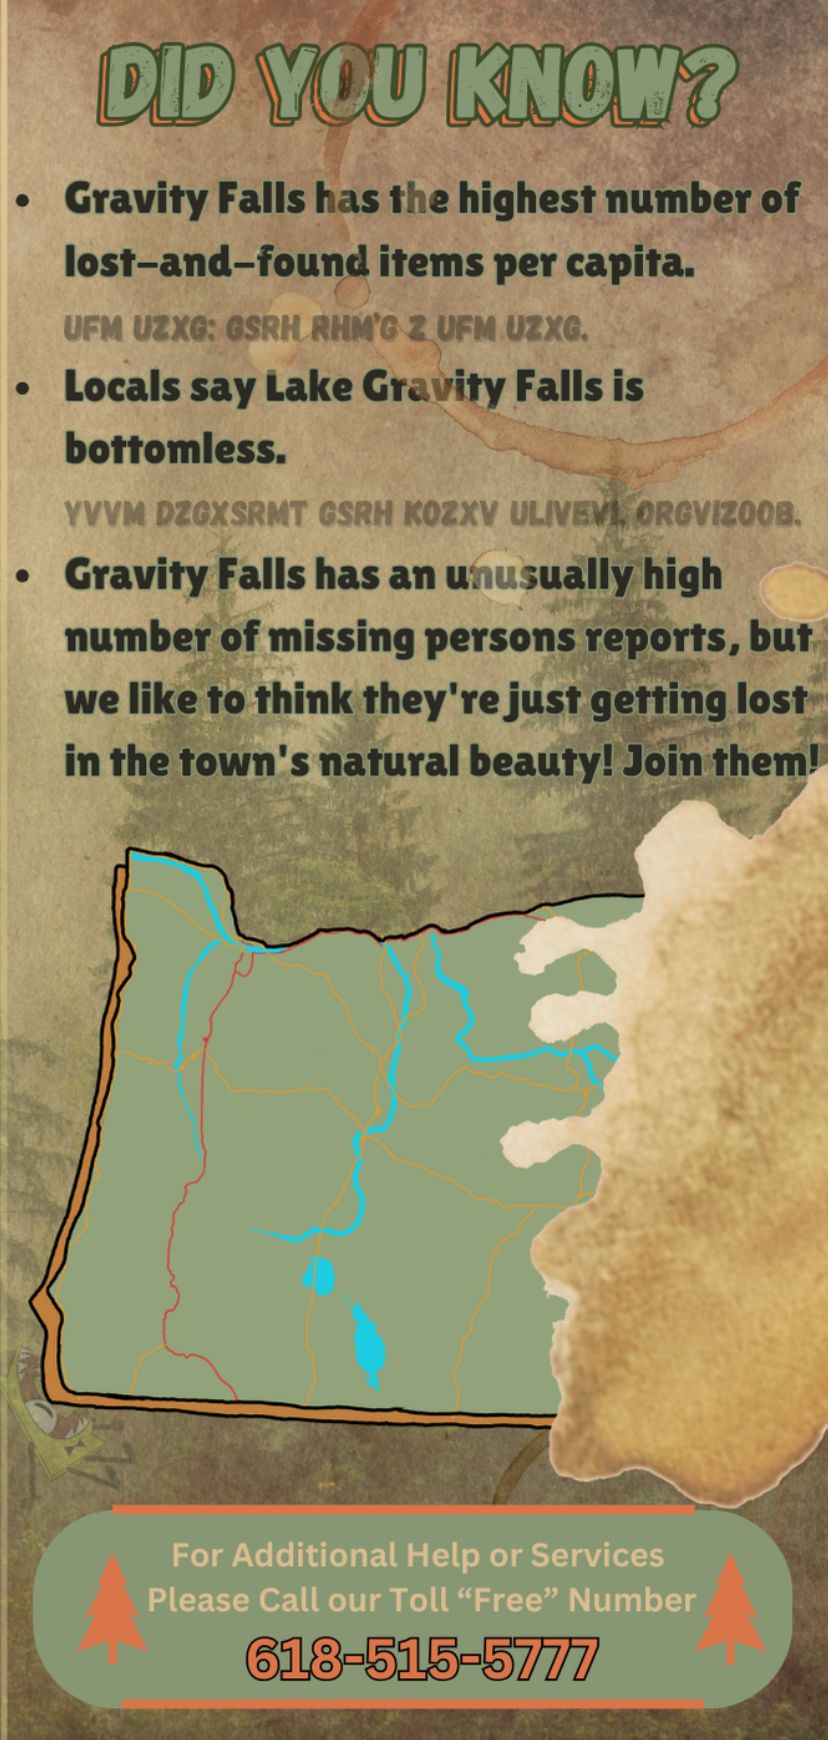 DID YOU KNOW?
• Gravity Falls has the highest number of
lost-and-found items per capita.
UFM UZXG: GSRH RHM'G Z UFM UZXG.
• Locals say Lake Gravity Falls is
bottomless.
YVVM DZGXSRMT GSRH KOZXV ULIVEVI, ORGVIZOOB.
• Gravity Falls has an unusually high
number of missing persons reports, but
we like to think they're just getting lost
in the town's natural beauty! Join them!
For Additional Help or Services
Please Call our Toll “Free” Number
618-515-5777